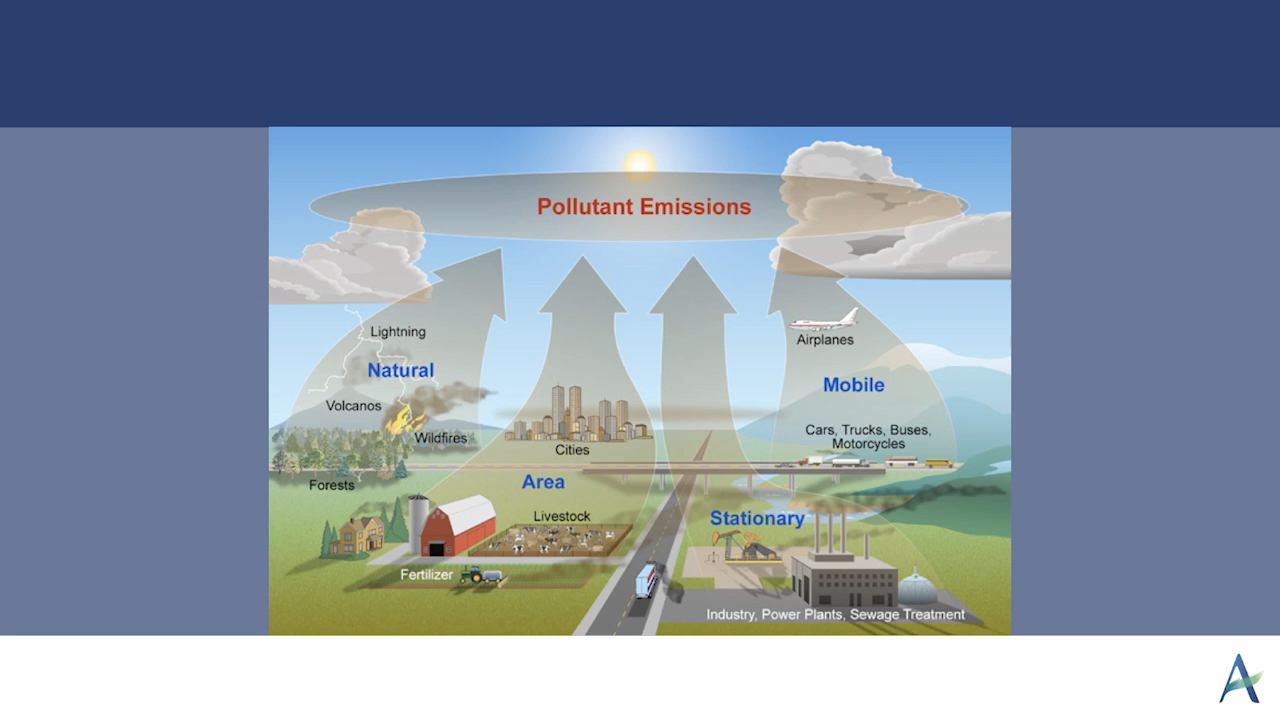 Pollutant Emissions
Lightning
Airplanes
Natural
Mobile
Volcanos
Wildfires
Cars, Trucks, Buses,
Motorcycles
Cities
Forests
Area
Livestock
Stationary
Fertilizer
Industry, Power Plants, Sewage Treatment